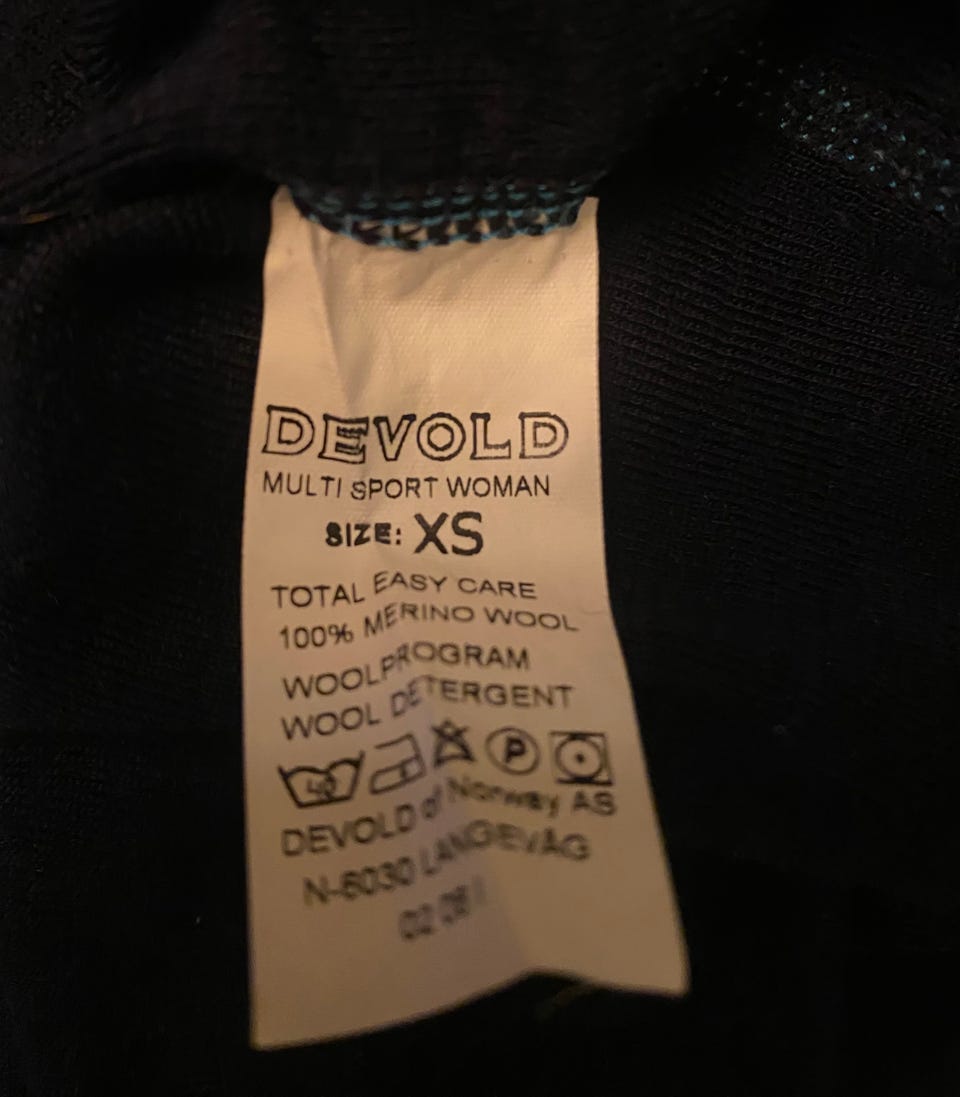 DEVOLD
MULTI SPORT WOMAN
SIZE: XS
TOTAL EASY CARE
100% MERINO WOOL
WOOLPROGRAM
WOOL DETERGENT
40 P
DEVOLD of Norway AS
N-6030 LANGEVÅG